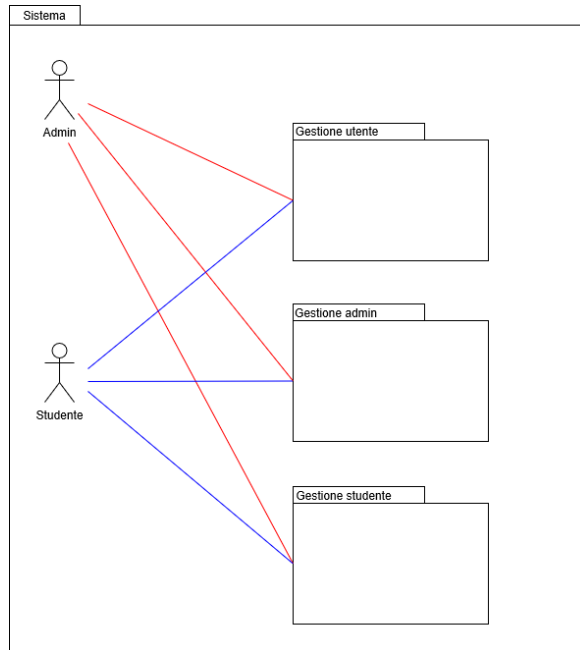 Sistema
Admin
Gestione utente
Gestione admin
Studente
Gestione studente